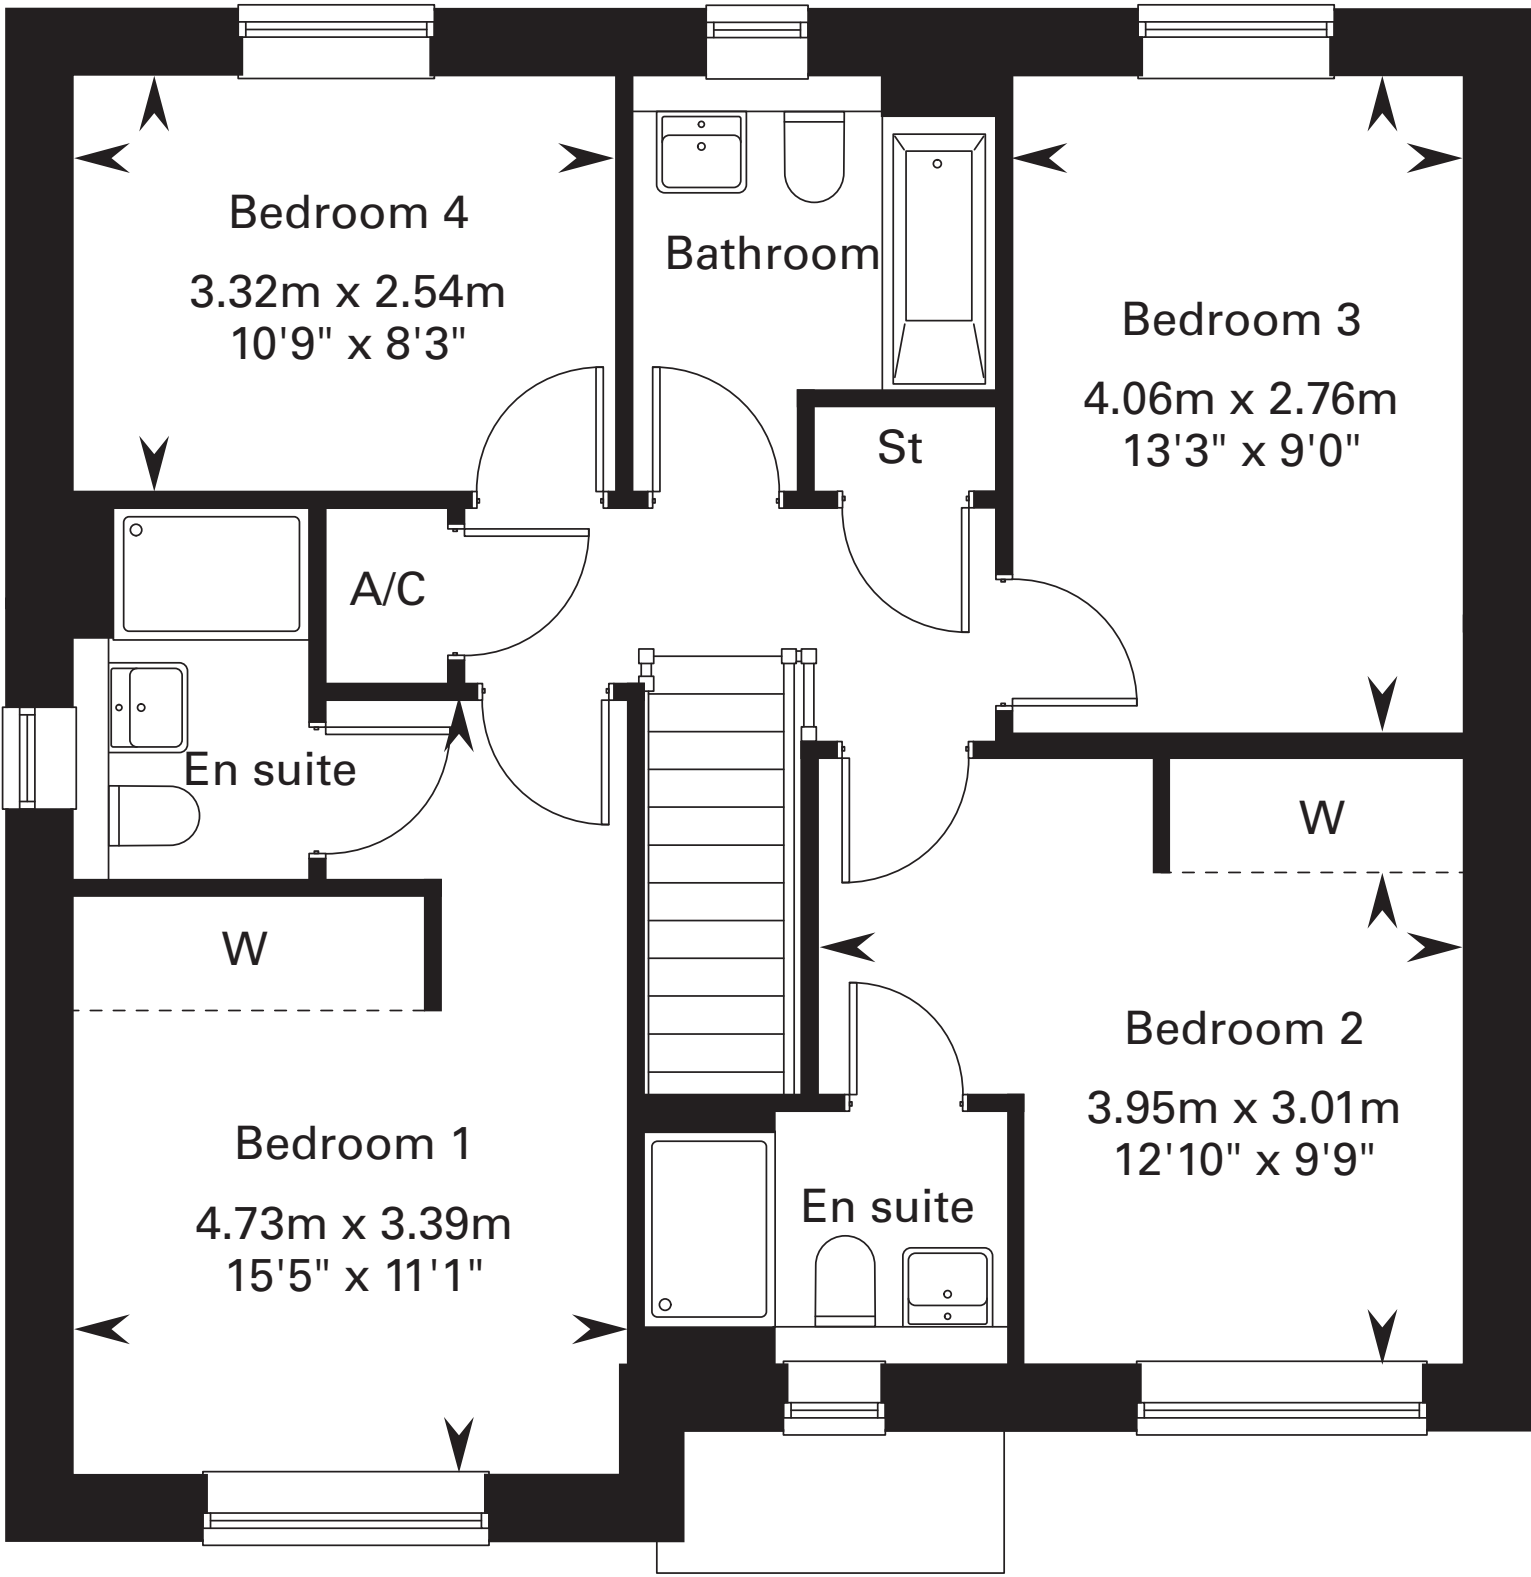 Bedroom 4
3.32m x 2.54m
10'9" x 8'3"
Bathroom
Bedroom 3
4.06m x 2.76m
13'3" x 9'0"
St
A/C
En suite
W
W
Bedroom 2
3.95m x 3.01m
12'10" x 9'9"
Bedroom 1
4.73m x 3.39m
15'5" x 11'1"
En suite